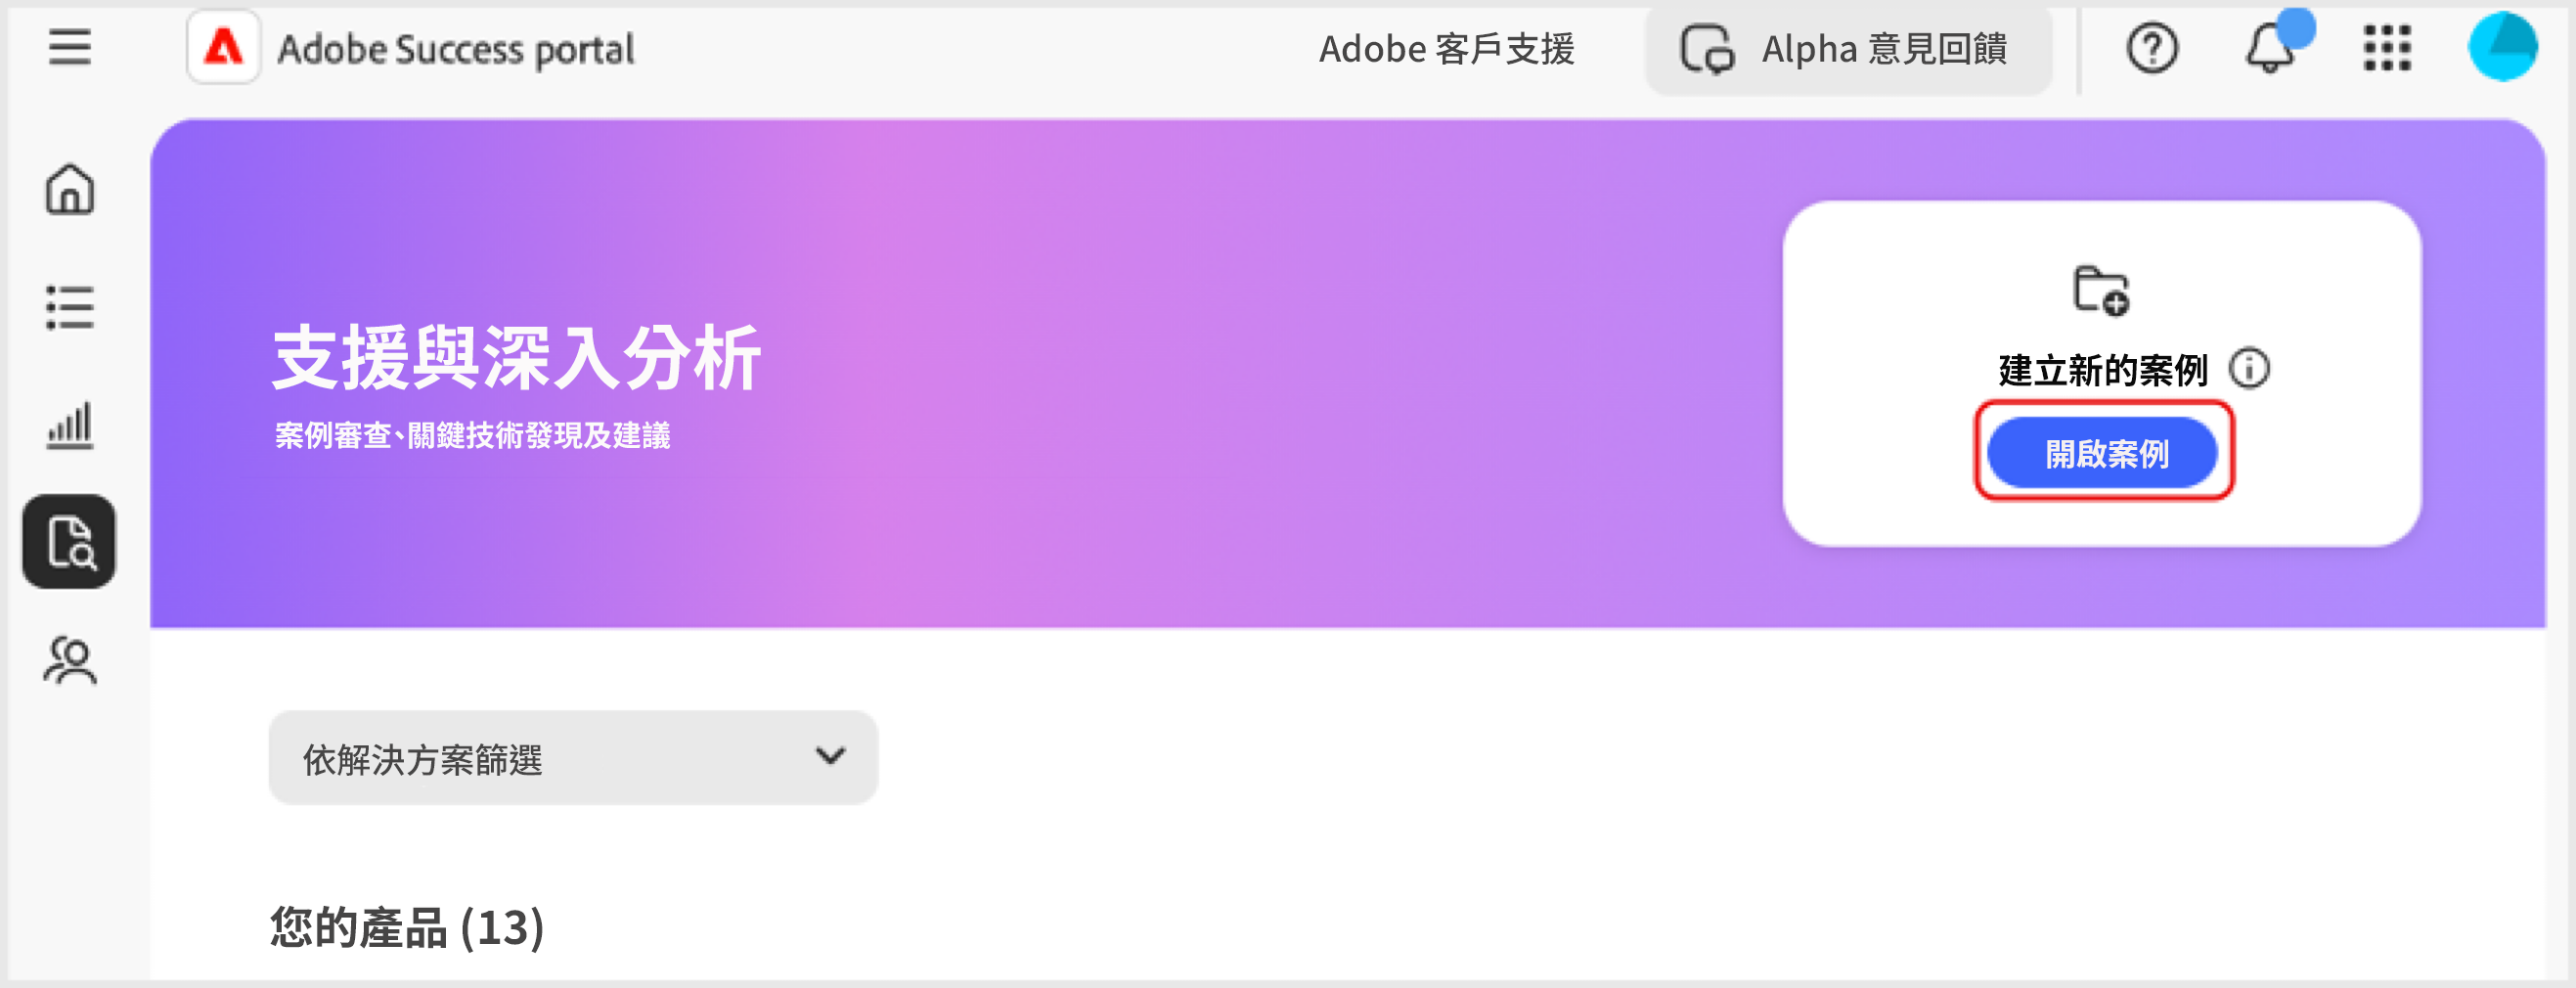 Adobe Success portal
Adobe 客戶支援
Alpha 意見回饋
支援與深入分析
案例審查、關鍵技術發現及建議
建立新的案例
開啟案例
依解決方案篩選
您的產品 (13)